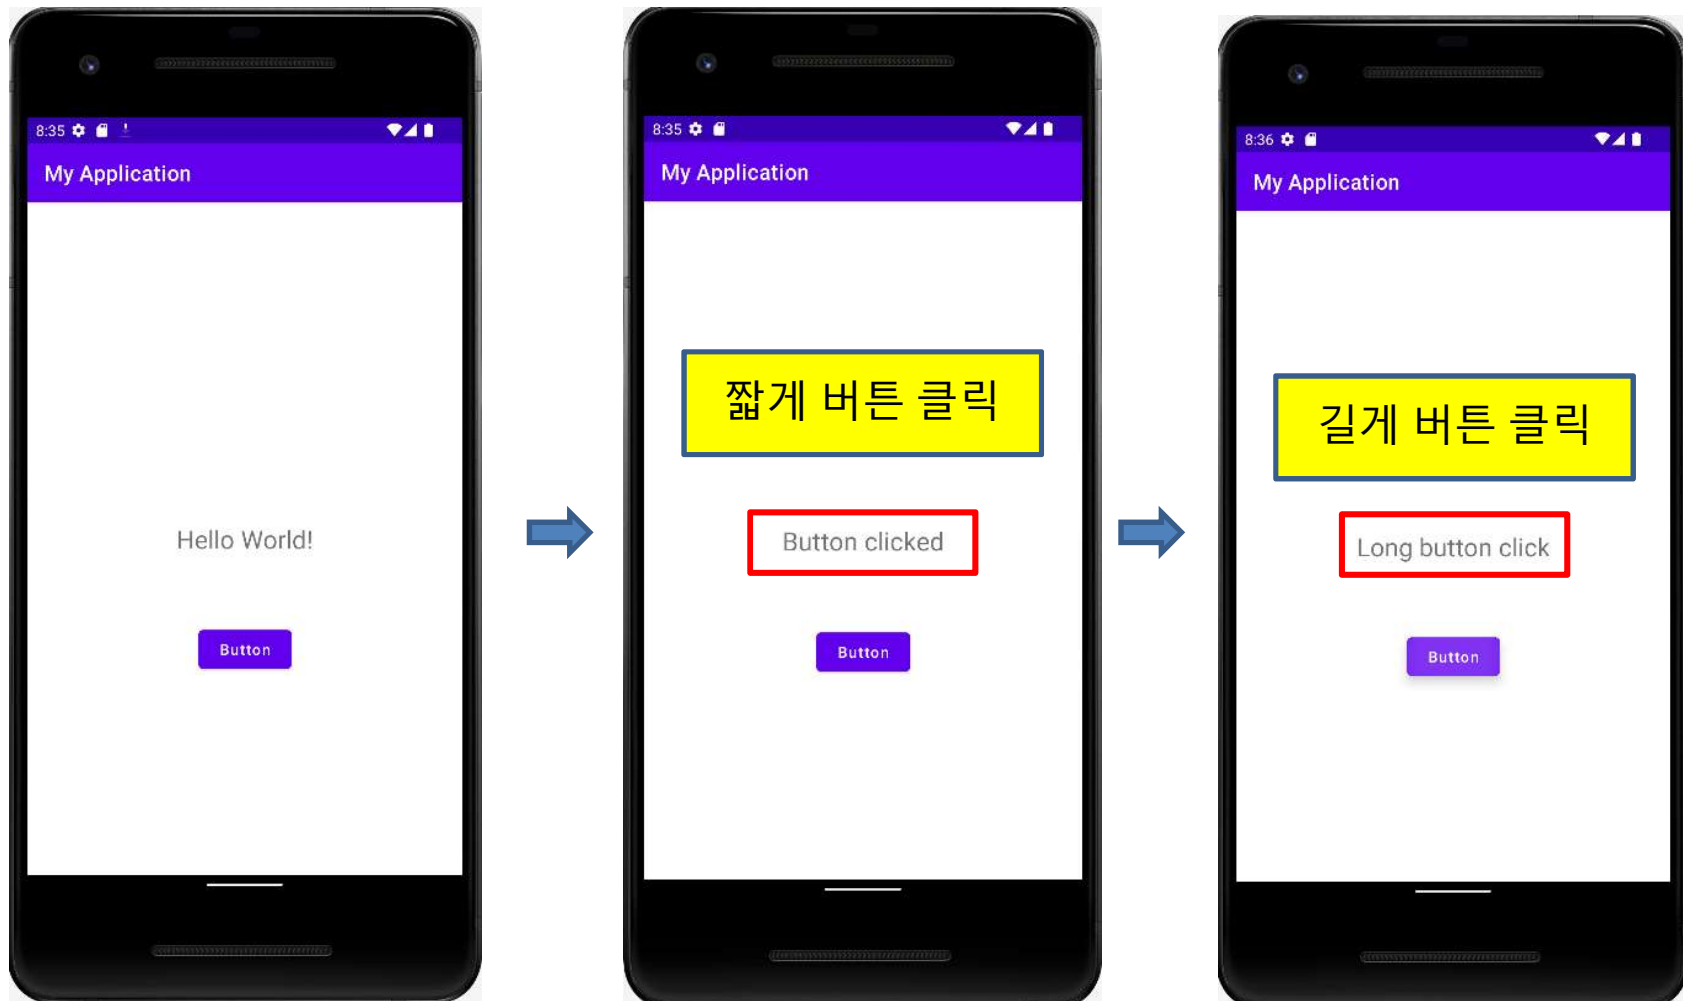 8:35
My Application
Hello World!
Button
8:35
My Application
짧게 버튼 클릭
Button clicked
Button
8:36
My Application
길게 버튼 클릭
Long button click
Button